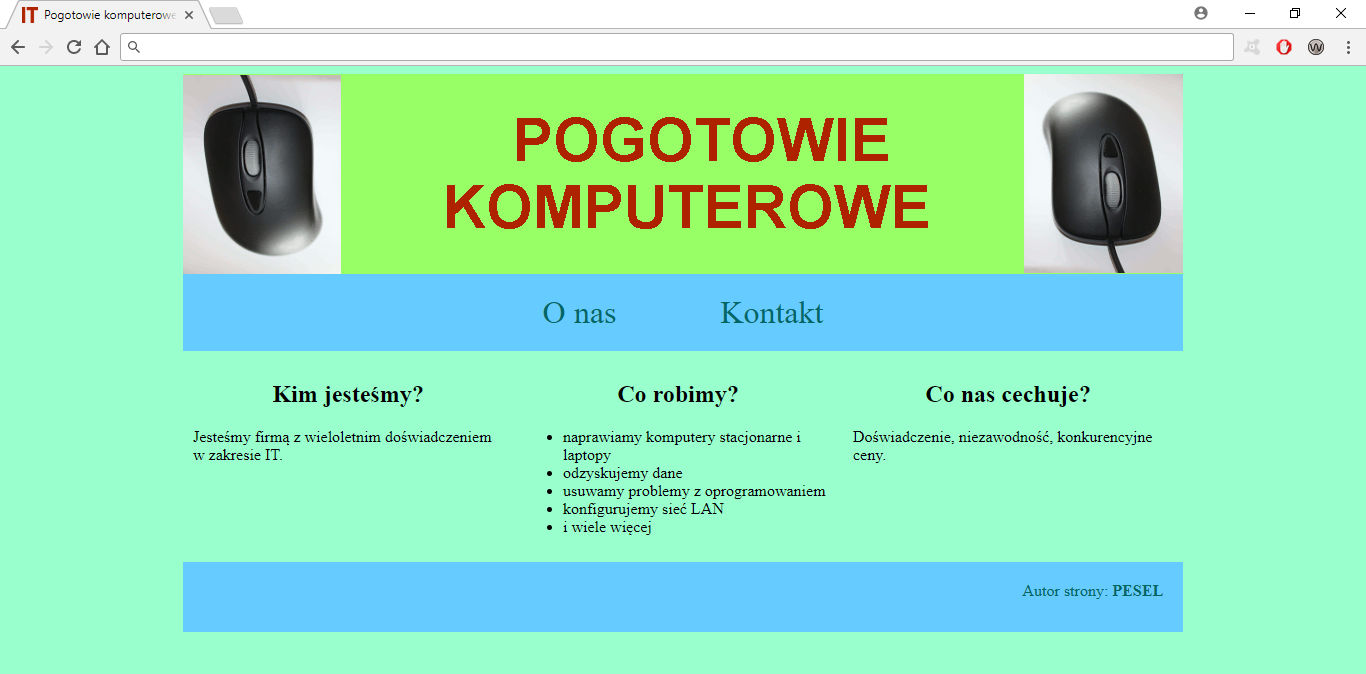 IT Pogotowie komputerowe
POGOTOWIE
KOMPUTEROWE
O nas Kontakt
Kim jesteśmy?
Jesteśmy firmą z wieloletnim doświadczeniem
w zakresie IT.
Co robimy?
naprawiamy komputery stacjonarne i
laptopy
odzyskujemy dane
usuwamy problemy z oprogramowaniem
konfigurujemy sieć LAN
i wiele więcej
Co nas cechuje?
Doświadczenie, niezawodność, konkurencyjne
ceny.
Autor strony: PESEL